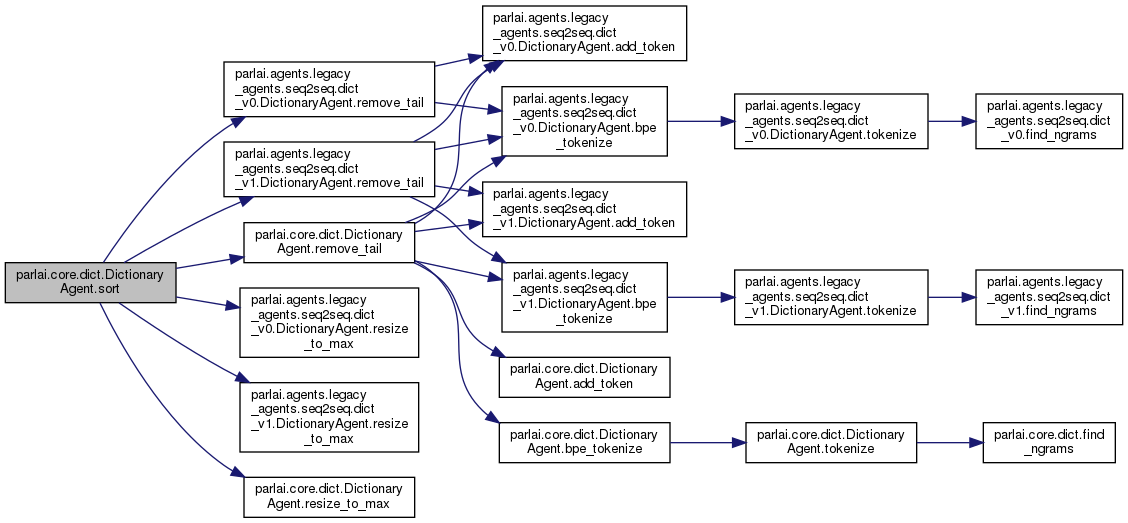 parlai.core.dict.Dictionary
Agent.sort
parlai.agents.legacy
_agents.seq2seq.dict
_v0.DictionaryAgent.remove_tail
parlai.agents.legacy
_agents.seq2seq.dict
_v1.DictionaryAgent.remove_tail
parlai.core.dict.Dictionary
Agent.remove_tail
parlai.agents.legacy
_agents.seq2seq.dict
_v0.DictionaryAgent.resize
_to_max
parlai.agents.legacy
_agents.seq2seq.dict
_v1.DictionaryAgent.resize
_to_max
parlai.core.dict.Dictionary
Agent.resize_to_max
parlai.agents.legacy
_agents.seq2seq.dict
_v0.DictionaryAgent.add_token
parlai.agents.legacy
_agents.seq2seq.dict
_v0.DictionaryAgent.bpe
_tokenize
parlai.agents.legacy
_agents.seq2seq.dict
_v1.DictionaryAgent.add_token
parlai.agents.legacy
_agents.seq2seq.dict
_v1.DictionaryAgent.bpe
_tokenize
parlai.core.dict.Dictionary
Agent.add_token
parlai.core.dict.Dictionary
Agent.bpe_tokenize
parlai.agents.legacy
_agents.seq2seq.dict
_v0.DictionaryAgent.tokenize
parlai.agents.legacy
_agents.seq2seq.dict
_v1.DictionaryAgent.tokenize
parlai.core.dict.Dictionary
Agent.tokenize
parlai.agents.legacy
_agents.seq2seq.dict
_v0.find_ngrams
parlai.agents.legacy
_agents.seq2seq.dict
_v1.find_ngrams
parlai.core.dict.find
_ngrams